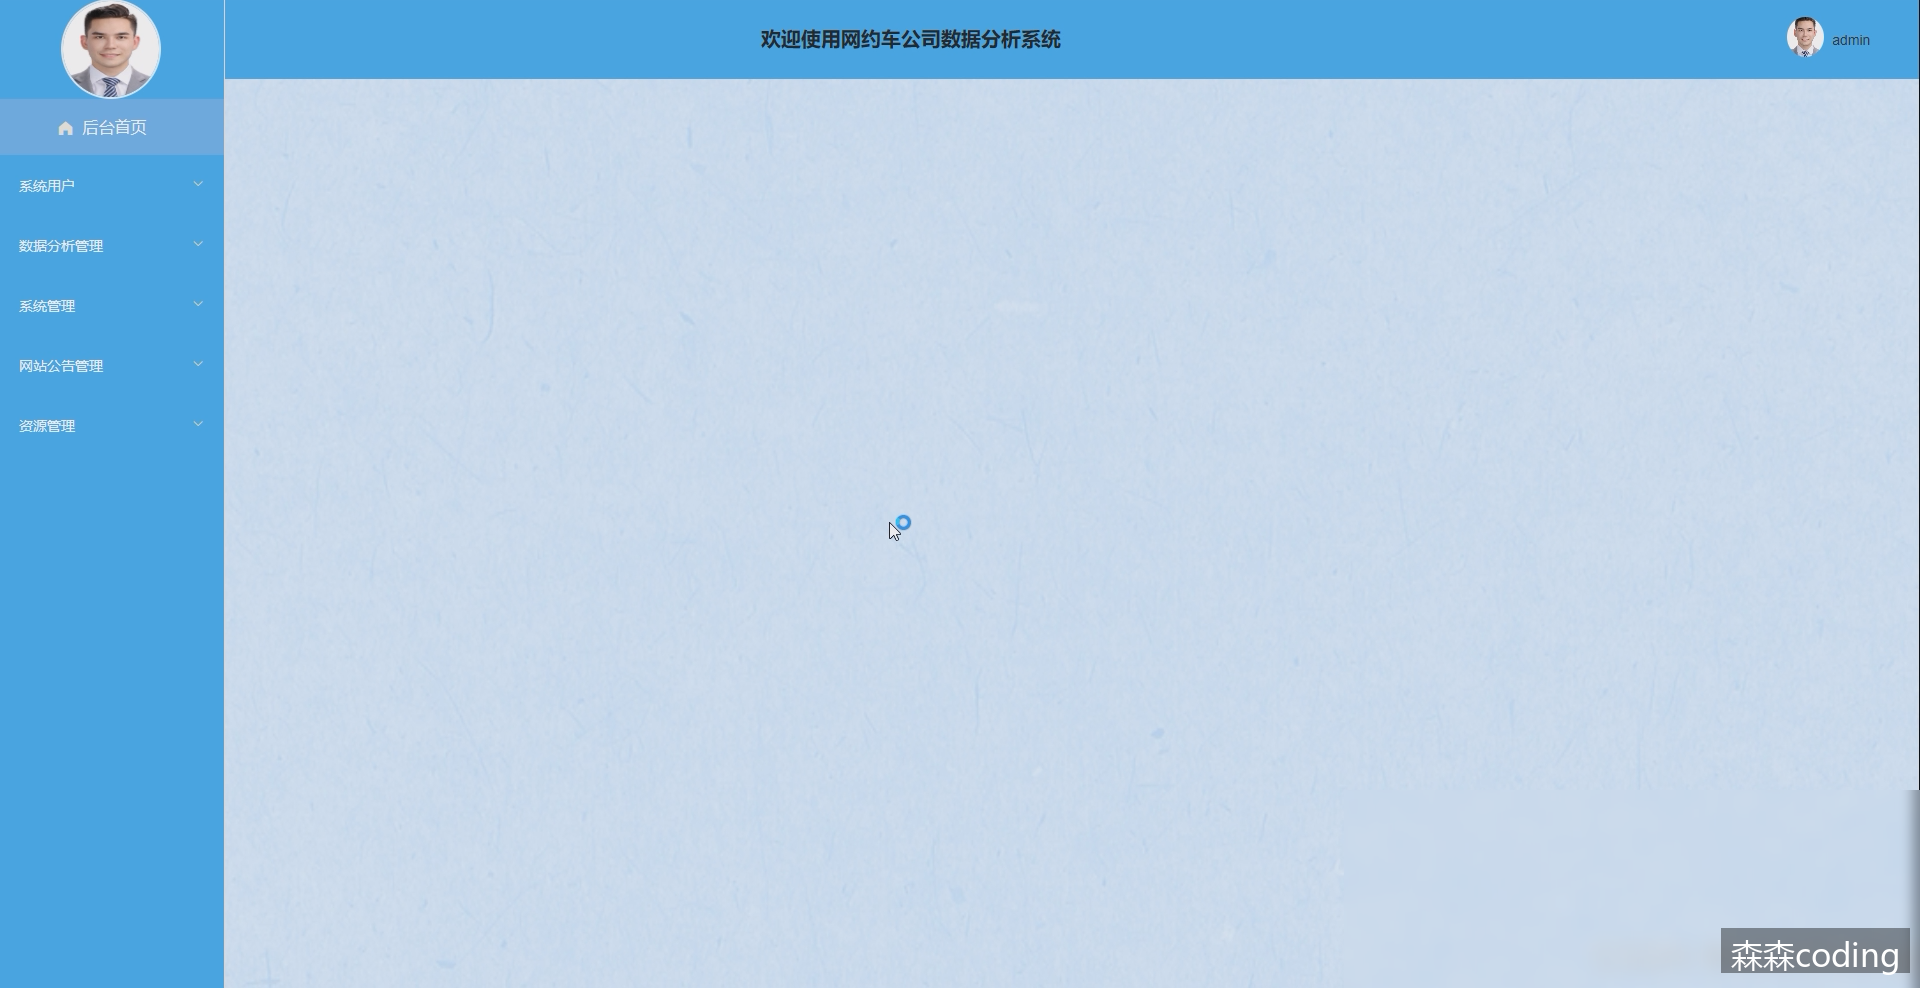 欢迎使用网约车公司数据分析系统
admin
后台首页
系统用户
数据分析管理
系统管理
网站公告管理
资源管理
森森coding